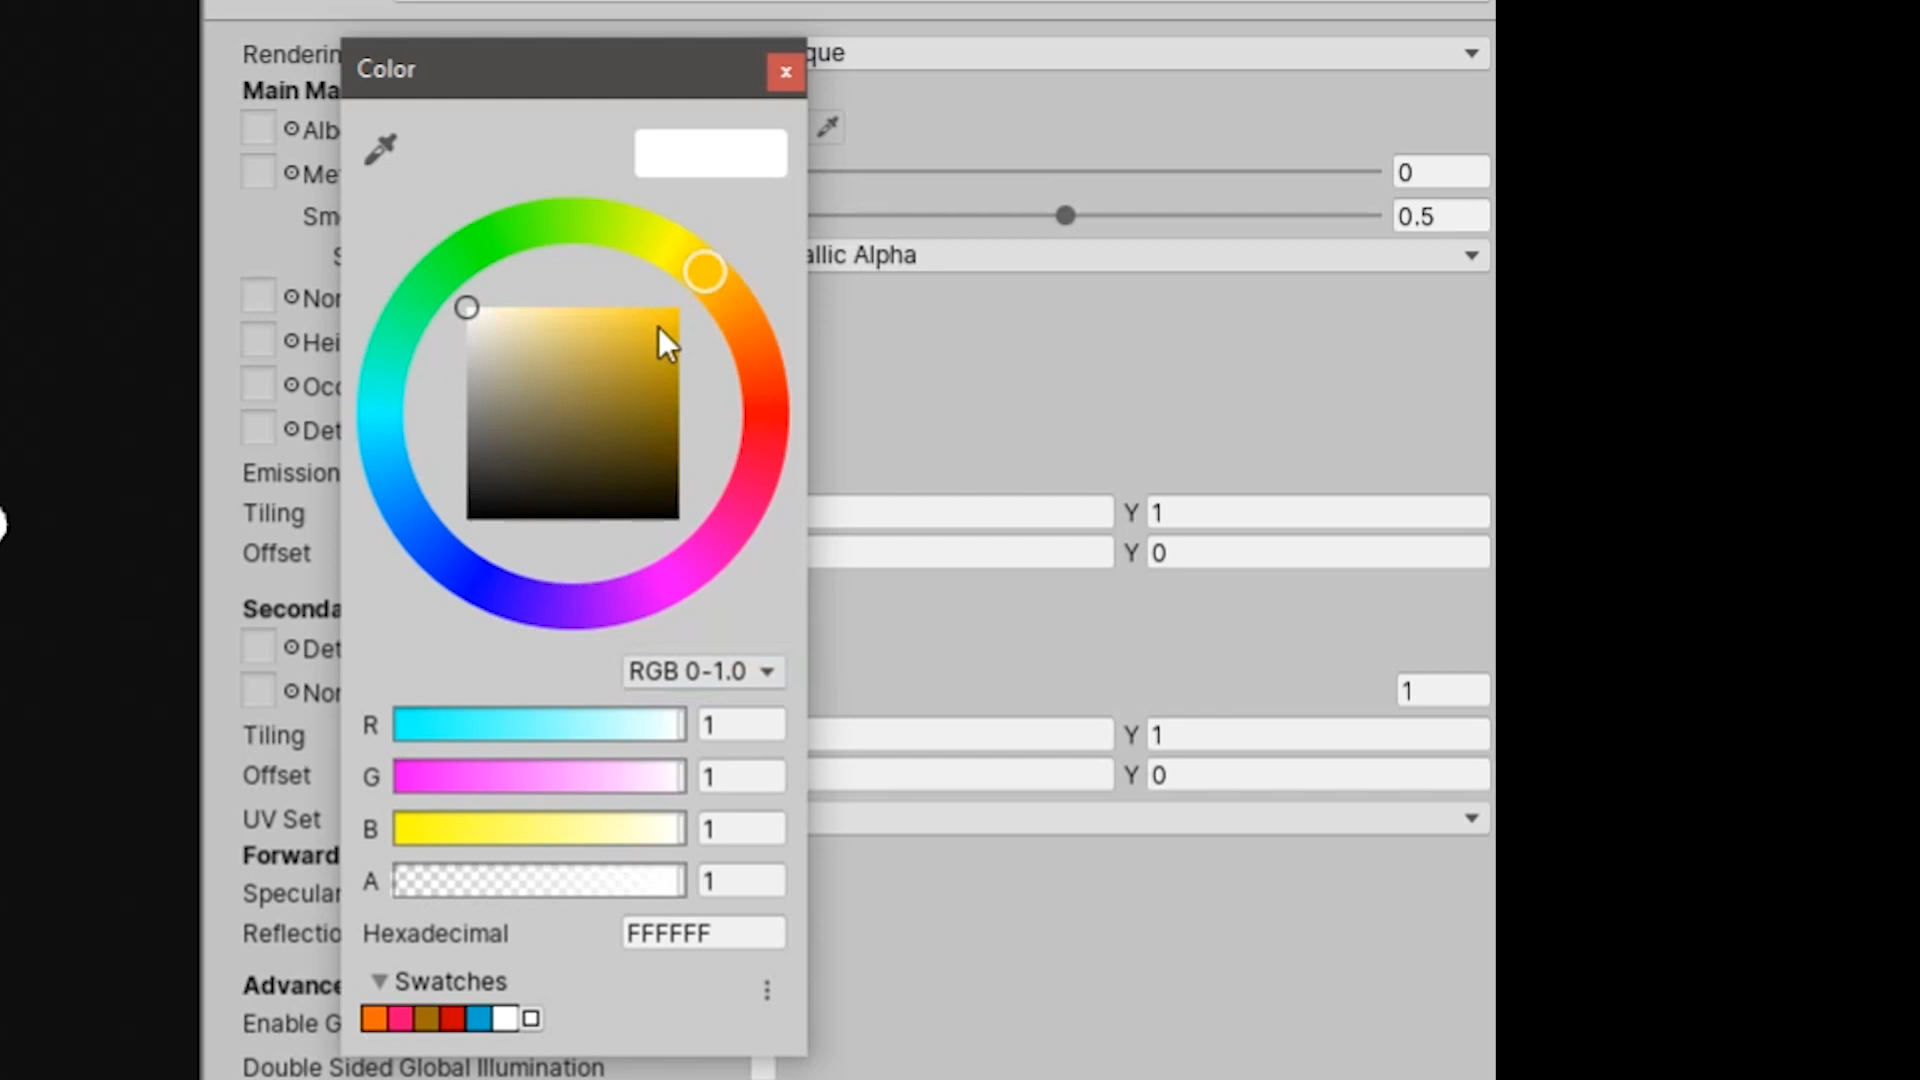 Color
x
Renderin
que
Main Ma
Alb
Met
0
Smo
0.5
allic Alpha
Nor
Hei
Occ
Det
Emission
Tiling
Y 1
Offset
Y 0
Seconda
Det
Nor
1
RGB 0-1.0
R 1
G 1
B 1
A 1
Tiling
Y 1
Offset
Y 0
UV Set
Forward
Specular
Reflectio
Hexadecimal FFFFFF
Swatches
Advance
Enable G
Double Sided Global Illumination